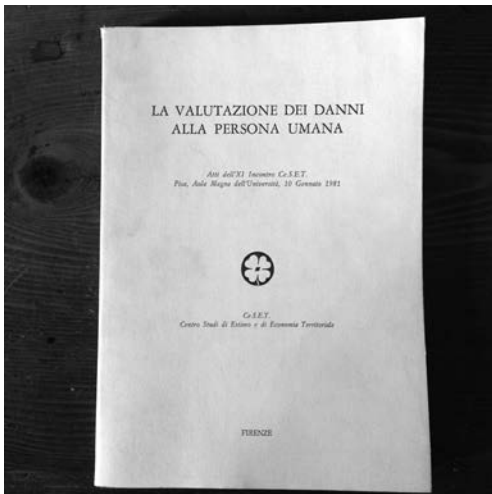 LA VALUTAZIONE DEI DANNI
ALLA PERSONA UMANA
Atti dell'XI Incontro Ce.S.E.T.
Pisa, Aula Magna dell'Università, 10 Gennaio 1981
Ce.S.E.T.
Centro Studi di Estimo e di Economia Territoriale
FIRENZE